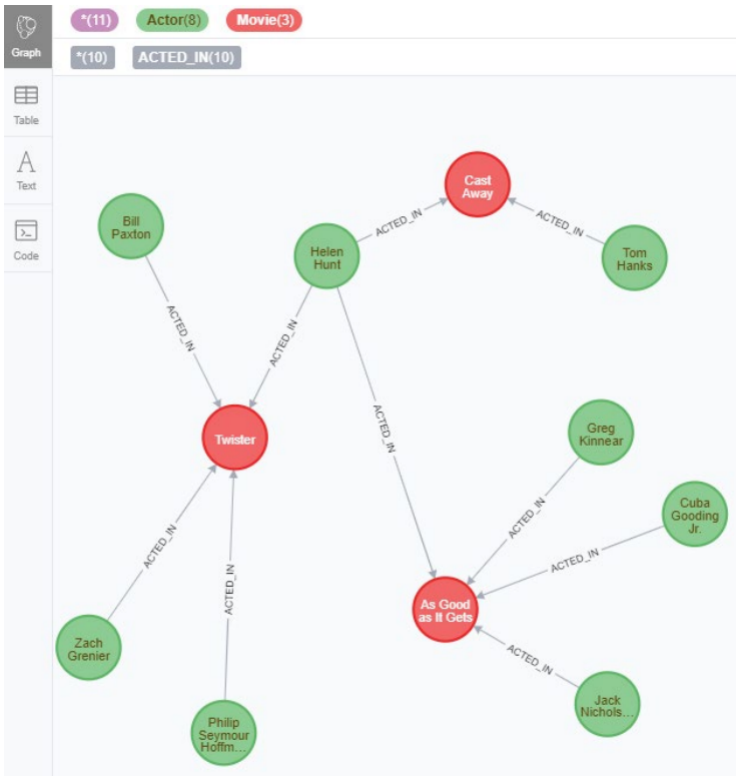 *(11) Actor(8) Movie(3)
Graph
*(10) ACTED_IN(10)
Table
A
Text
>_
Code
Cast
Away
Bill
Paxton
ACTED_IN
ACTED_IN
Helen
Hunt
Tom
Hanks
ACTED_IN
ACTED_IN
ACTED_IN
Twister
Greg
Kinnear
Cuba
Gooding
Jr.
ACTED_IN
ACTED_IN
ACTED_IN
ACTED_IN
As Good
as It Gets
ACTED_IN
Zach
Grenier
Jack
Nichols...
Philip
Seymour
Hoffm...